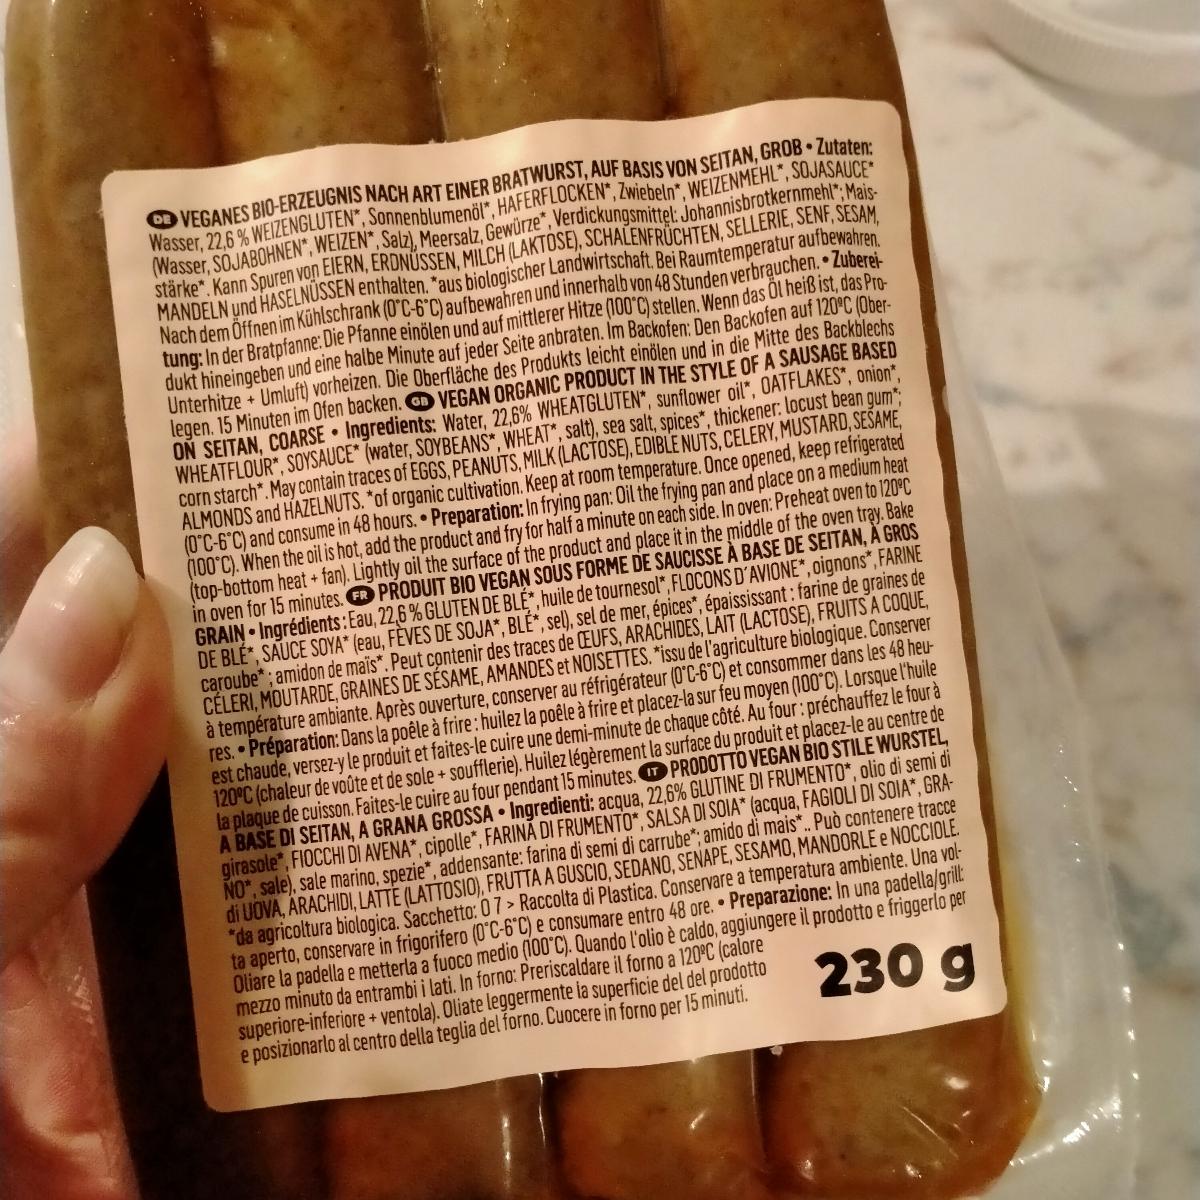 DE VEGANES BIO-ERZEUGNIS NACH ART EINER BRATWURST, AUF BASIS VON SEITAN, GROB • Zutaten:
Wasser, 22,6 % WEIZENGLUTEN*, Sonnenblumenöl*, HAFERFLOCKEN*, Zwiebeln*, WEIZENMEHL*, SOJASAUCE*
(Wasser, SOJABOHNEN*, WEIZEN*, Salz), Meersalz, Gewürze*, Verdickungsmittel: Johannisbrotkernmehl*; Mais-
stärke*. Kann Spuren von EIERN, ERDNÜSSEN, MILCH (LAKTOSE), SCHALENFRÜCHTEN, SELLERIE, SENF, SESAM,
MANDELN und HASELNÜSSEN enthalten. *aus biologischer Landwirtschaft. Bei Raumtemperatur aufbewahren.
Nach dem Öffnen im Kühlschrank (0°C-6°C) aufbewahren und innerhalb von 48 Stunden verbrauchen. • Zuberei-
tung: In der Bratpfanne: Die Pfanne einölen und auf mittlerer Hitze (100°C) stellen. Wenn das Öl heiß ist, das Pro-
dukt hineingeben und eine halbe Minute auf jeder Seite anbraten. Im Backofen: Den Backofen auf 120ºC (Ober-
Unterhitze + Umluft) vorheizen. Die Oberfläche des Produkts leicht einölen und in die Mitte des Backblechs
legen. 15 Minuten im Ofen backen. GB VEGAN ORGANIC PRODUCT IN THE STYLE OF A SAUSAGE BASED
ON SEITAN, COARSE • Ingredients: Water, 22,6% WHEATGLUTEN*, sunflower oil*, OATFLAKES*, onion*,
WHEATFLOUR*, SOYSAUCE* (water, SOYBEANS*, WHEAT*, salt), sea salt, spices*, thickener: locust bean gum*;
corn starch*. May contain traces of EGGS, PEANUTS, MILK (LACTOSE), EDIBLE NUTS, CELERY, MUSTARD, SESAME,
ALMONDS and HAZELNUTS. *of organic cultivation. Keep at room temperature. Once opened, keep refrigerated
(0°C-6°C) and consume in 48 hours. • Preparation: In frying pan: Oil the frying pan and place on a medium heat
(100°C). When the oil is hot, add the product and fry for half a minute on each side. In oven: Preheat oven to 120ºC
(top-bottom heat + fan). Lightly oil the surface of the product and place it in the middle of the oven tray. Bake
in oven for 15 minutes. FR PRODUIT BIO VEGAN SOUS FORME DE SAUCISSE À BASE DE SEITAN, À GROS
GRAIN • Ingrédients : Eau, 22,6 % GLUTEN DE BLÉ*, huile de tournesol*, FLOCONS D'AVIONE*, oignons*, FARINE
DE BLÉ*, SAUCE SOYA* (eau, FÈVES DE SOJA*, BLÉ*, sel), sel de mer, épices*, épaississant : farine de graines de
caroube* ; amidon de maïs*. Peut contenir des traces de ŒUFS, ARACHIDES, LAIT (LACTOSE), FRUITS A COQUE,
CÉLERI, MOUTARDE, GRAINES DE SÉSAME, AMANDES et NOISETTES. *issu de l'agriculture biologique. Conserver
à température ambiante. Après ouverture, conserver au réfrigérateur (0°C-6°C) et consommer dans les 48 heu-
res. • Préparation: Dans la poêle à frire : huilez la poêle à frire et placez-la sur feu moyen (100°C). Lorsque l'huile
est chaude, versez-y le produit et faites-le cuire une demi-minute de chaque côté. Au four : préchauffez le four à
120ºC (chaleur de voûte et de sole + soufflerie). Huilez légèrement la surface du produit et placez-le au centre de
la plaque de cuisson. Faites-le cuire au four pendant 15 minutes. IT PRODOTTO VEGAN BIO STILE WURSTEL,
A BASE DI SEITAN, A GRANA GROSSA • Ingredienti: acqua, 22,6% GLUTINE DI FRUMENTO*, olio di semi di
girasole*, FIOCCHI DI AVENA*, cipolle*, FARINA DI FRUMENTO*, SALSA DI SOIA* (acqua, FAGIOLI DI SOIA*, GRA-
NO*, sale), sale marino, spezie*, addensante: farina di semi di carrube*; amido di mais*.. Può contenere tracce
di UOVA, ARACHIDI, LATTE (LATTOSIO), FRUTTA A GUSCIO, SEDANO, SENAPE, SESAMO, MANDORLE e NOCCIOLE.
*da agricoltura biologica. Sacchetto: O 7 > Raccolta di Plastica. Conservare a temperatura ambiente. Una vol-
ta aperto, conservare in frigorifero (0°C-6°C) e consumare entro 48 ore. • Preparazione: In una padella/grill:
Oliare la padella e metterla a fuoco medio (100°C). Quando l'olio è caldo, aggiungere il prodotto e friggerlo per
mezzo minuto da entrambi i lati. In forno: Preriscaldare il forno a 120ºC (calore
superiore-inferiore + ventola). Oliate leggermente la superficie del del prodotto
e posizionarlo al centro della teglia del forno. Cuocere in forno per 15 minuti.
230 g